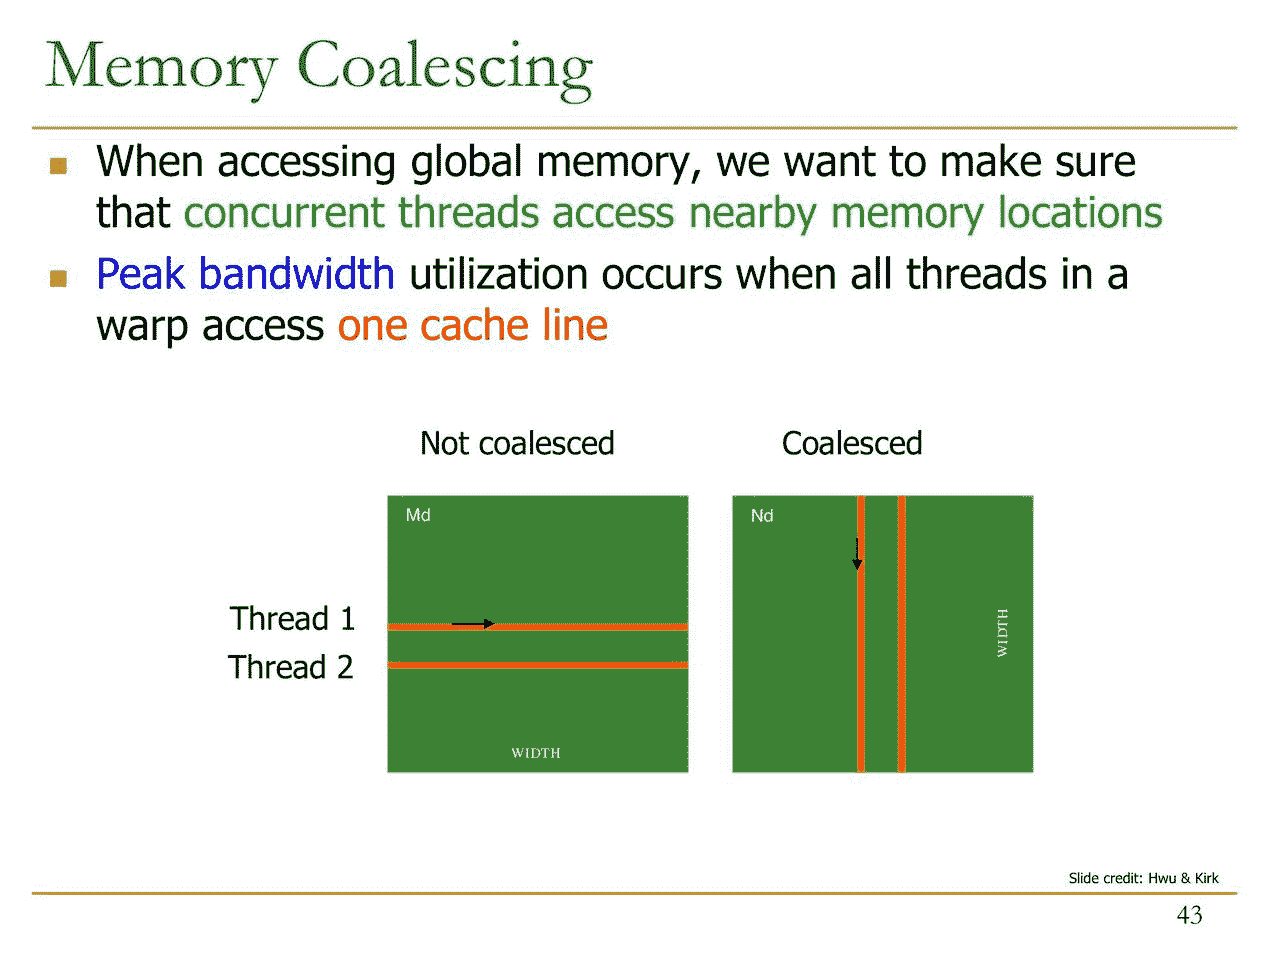 Memory Coalescing
When accessing global memory, we want to make sure
that concurrent threads access nearby memory locations
Peak bandwidth utilization occurs when all threads in a
warp access one cache line
Not coalesced
Coalesced
Md
Nd
Thread 1
Thread 2
WIDTH
WIDTH
Slide credit: Hwu & Kirk
43